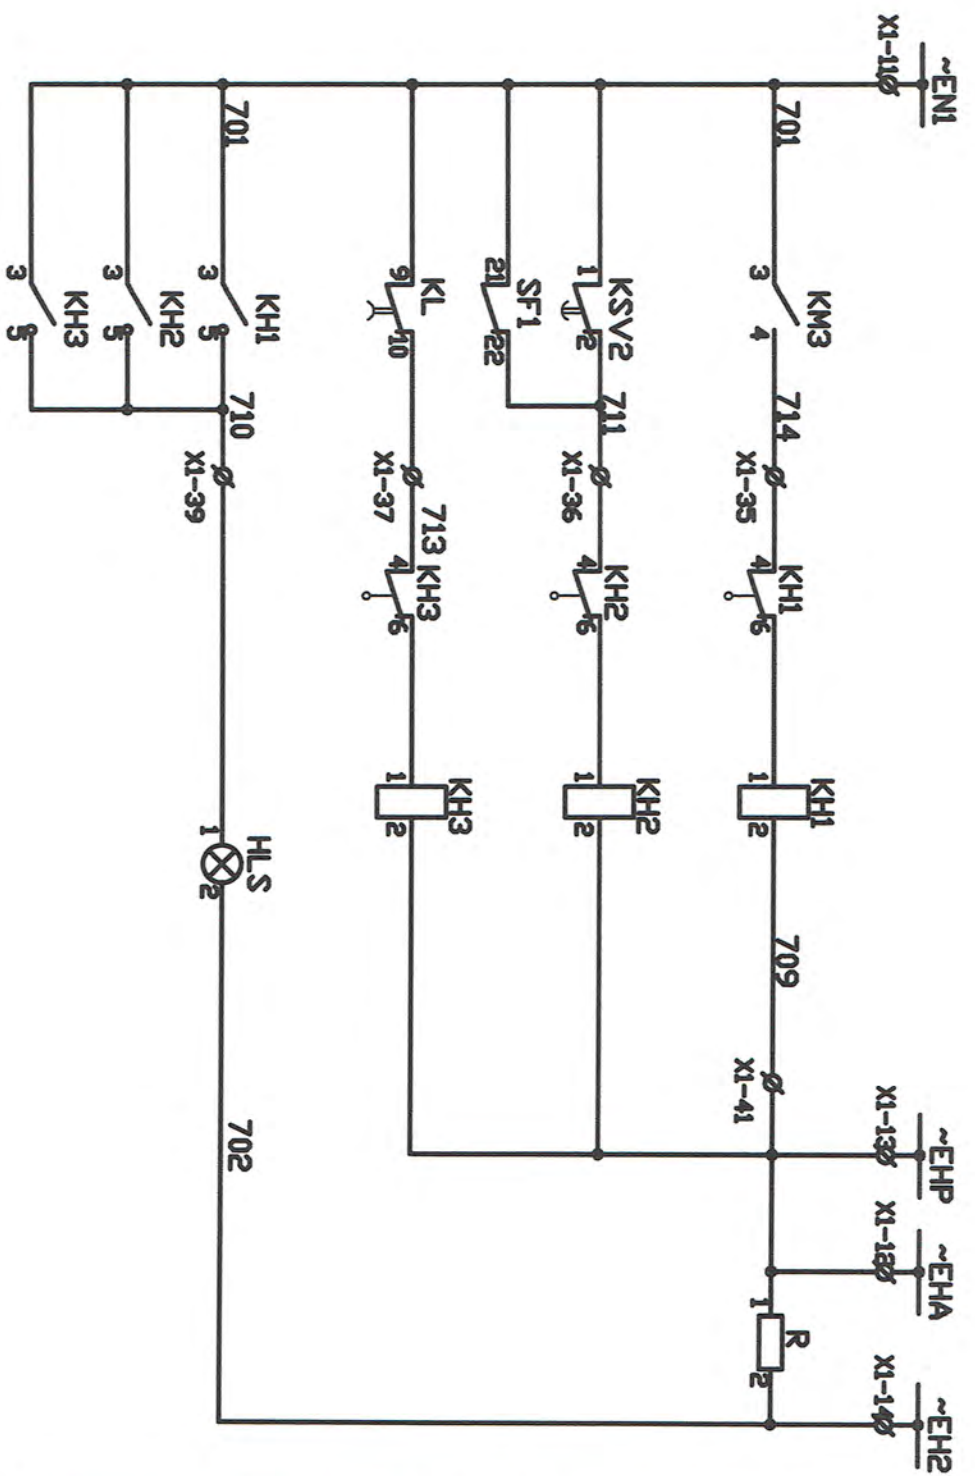 ~EN1 ~EHP ~EHA ~EH2
X1-11 X1-13 X1-12 X1-14
KM3 KH1 KH1 R
701 3 4 714 4 6 1 2 709 1 2
X1-35 X1-41
KSV2 KH2 KH2
1 2 711 4 6 1 2
X1-36
SF1
21 22
KL 713 KH3 KH3
9 10 4 6 1 2
X1-37
KH1 HLS
701 3 5 710 1 2 702
X1-39
KH2
3 5
KH3
3 5